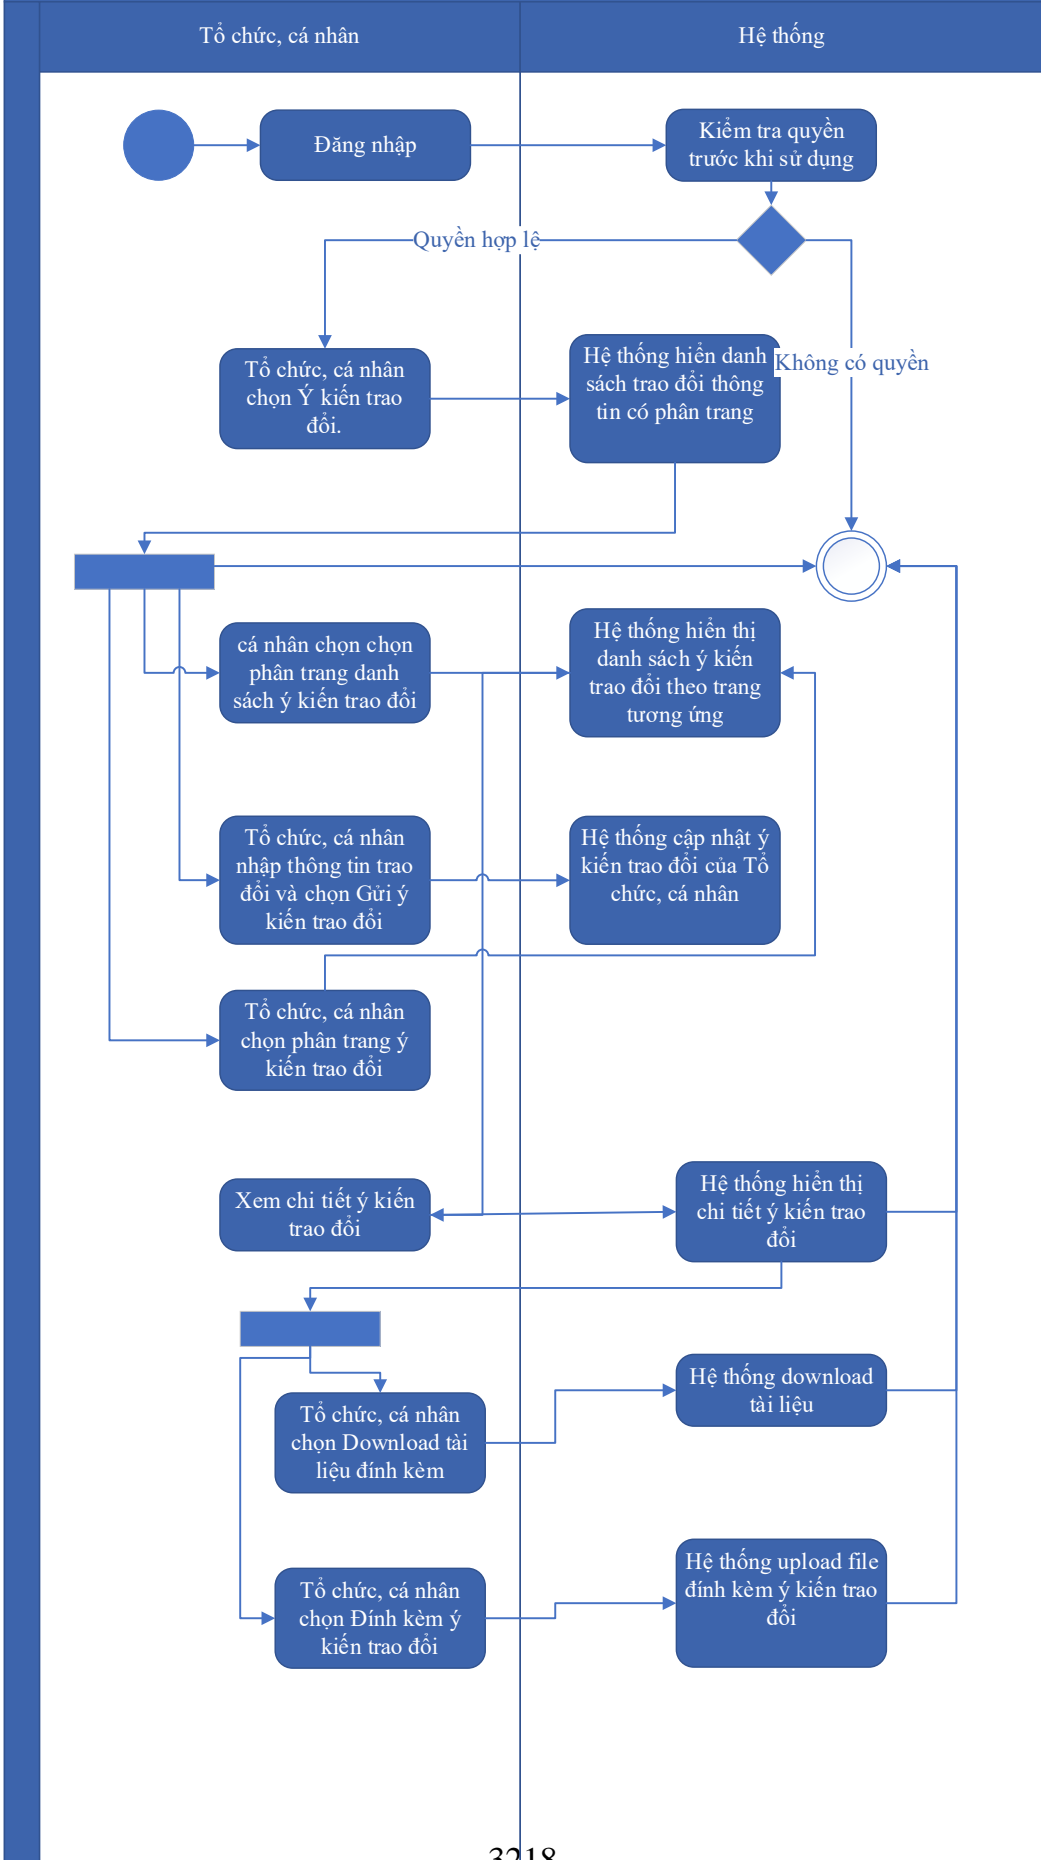 Tổ chức, cá nhân
Hệ thống
Đăng nhập
Kiểm tra quyền
trước khi sử dụng
Quyền hợp lệ
Không có quyền
Tổ chức, cá nhân
chọn Ý kiến trao
đổi.
Hệ thống hiển danh
sách trao đổi thông
tin có phân trang
cá nhân chọn chọn
phân trang danh
sách ý kiến trao đổi
Hệ thống hiển thị
danh sách ý kiến
trao đổi theo trang
tương ứng
Tổ chức, cá nhân
nhập thông tin trao
đổi và chọn Gửi ý
kiến trao đổi
Hệ thống cập nhật ý
kiến trao đổi của Tổ
chức, cá nhân
Tổ chức, cá nhân
chọn phân trang ý
kiến trao đổi
Xem chi tiết ý kiến
trao đổi
Hệ thống hiển thị
chi tiết ý kiến trao
đổi
Tổ chức, cá nhân
chọn Download tài
liệu đính kèm
Hệ thống download
tài liệu
Tổ chức, cá nhân
chọn Đính kèm ý
kiến trao đổi
Hệ thống upload file
đính kèm ý kiến trao
đổi
3218